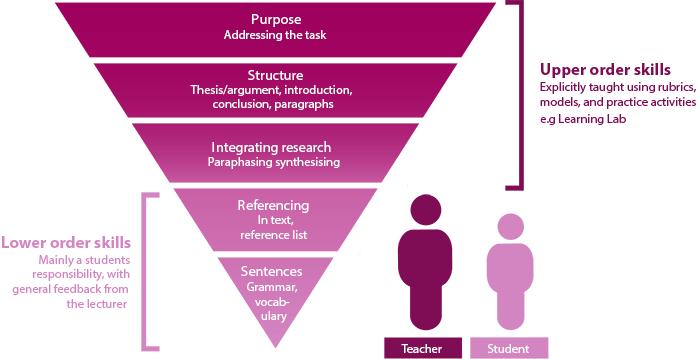 Purpose
Addressing the task
Structure
Thesis/argument, introduction,
conclusion, paragraphs
Integrating research
Paraphasing synthesising
Referencing
In text,
reference list
Sentences
Grammar,
vocab-
ulary
Upper order skills
Explicitly taught using rubrics,
models, and practice activities
e.g Learning Lab
Lower order skills
Mainly a students
responsibility, with
general feedback from
the lecturer
Teacher
Student